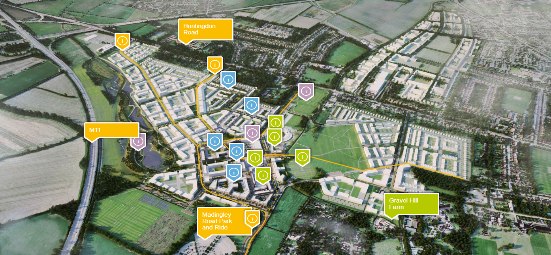 Huntingdon
Road
M11
Madingley
Road Park
and Ride
Gravel Hill
Farm